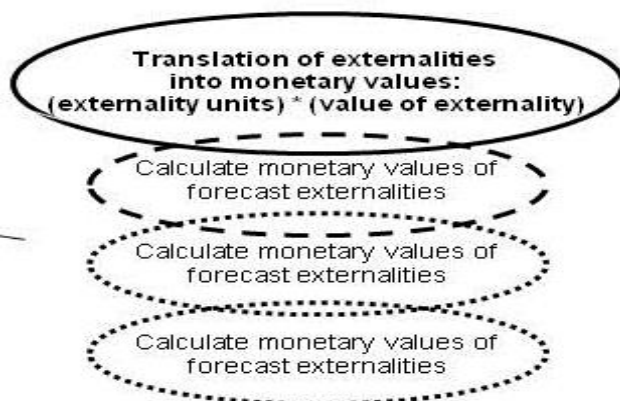 Translation of externalities
into monetary values:
(externality units) * (value of externality)
Calculate monetary values of
forecast externalities
Calculate monetary values of
forecast externalities
Calculate monetary values of
forecast externalities